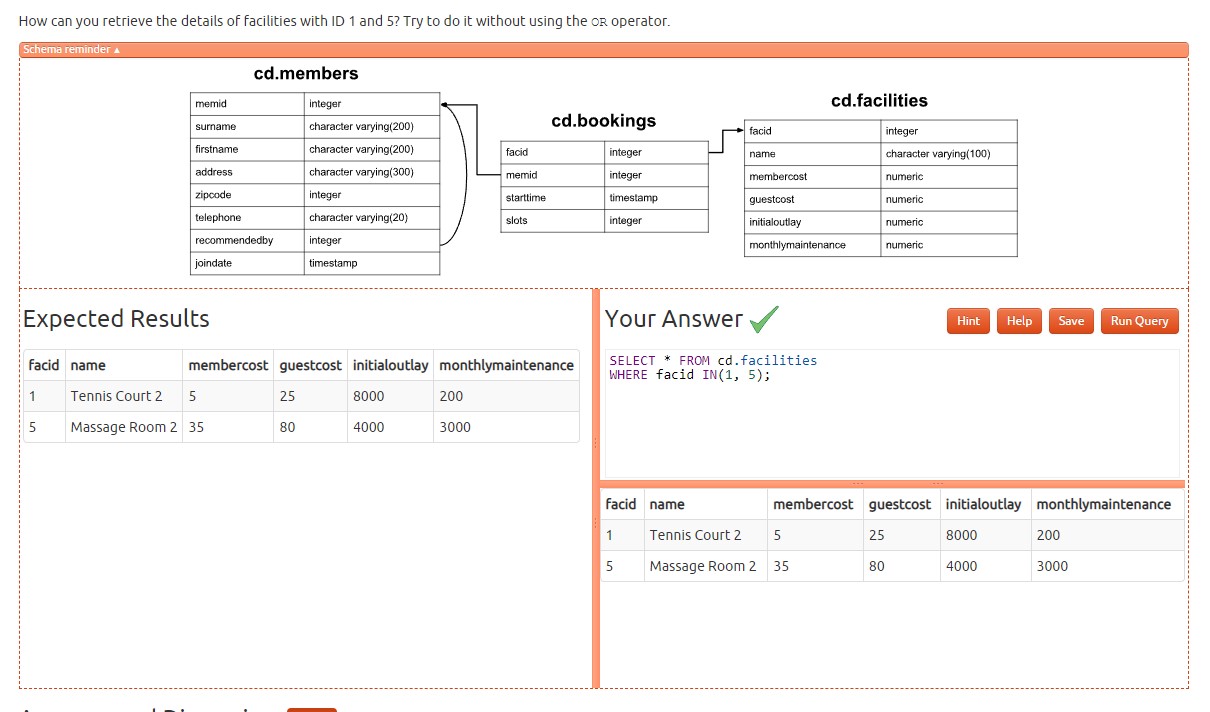 How can you retrieve the details of facilities with ID 1 and 5? Try to do it without using the OR operator.
Schema reminder ▲
cd.members
memid integer
surname character varying(200)
firstname character varying(200)
address character varying(300)
zipcode integer
telephone character varying(20)
recommendedby integer
joindate timestamp
cd.bookings
facid integer
memid integer
starttime timestamp
slots integer
cd.facilities
facid integer
name character varying(100)
membercost numeric
guestcost numeric
initialoutlay numeric
monthlymaintenance numeric
Expected Results
facid name membercost guestcost initialoutlay monthlymaintenance
1 Tennis Court 2 5 25 8000 200
5 Massage Room 2 35 80 4000 3000
Your Answer
Hint Help Save Run Query
SELECT * FROM cd.facilities
WHERE facid IN(1, 5);
facid name membercost guestcost initialoutlay monthlymaintenance
1 Tennis Court 2 5 25 8000 200
5 Massage Room 2 35 80 4000 3000